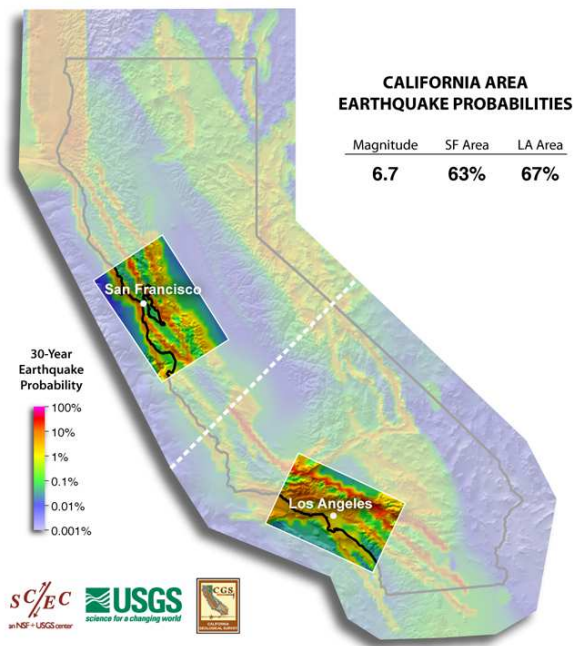 CALIFORNIA AREA
EARTHQUAKE PROBABILITIES
Magnitude SF Area LA Area
6.7 63% 67%
San Francisco
30-Year
Earthquake
Probability
100%
10%
1%
0.1%
0.01%
0.001%
Los Angeles
SC/EC
an NSF+USGS center
USGS
science for a changing world
CGS
CALIFORNIA
GEOLOGICAL SURVEY